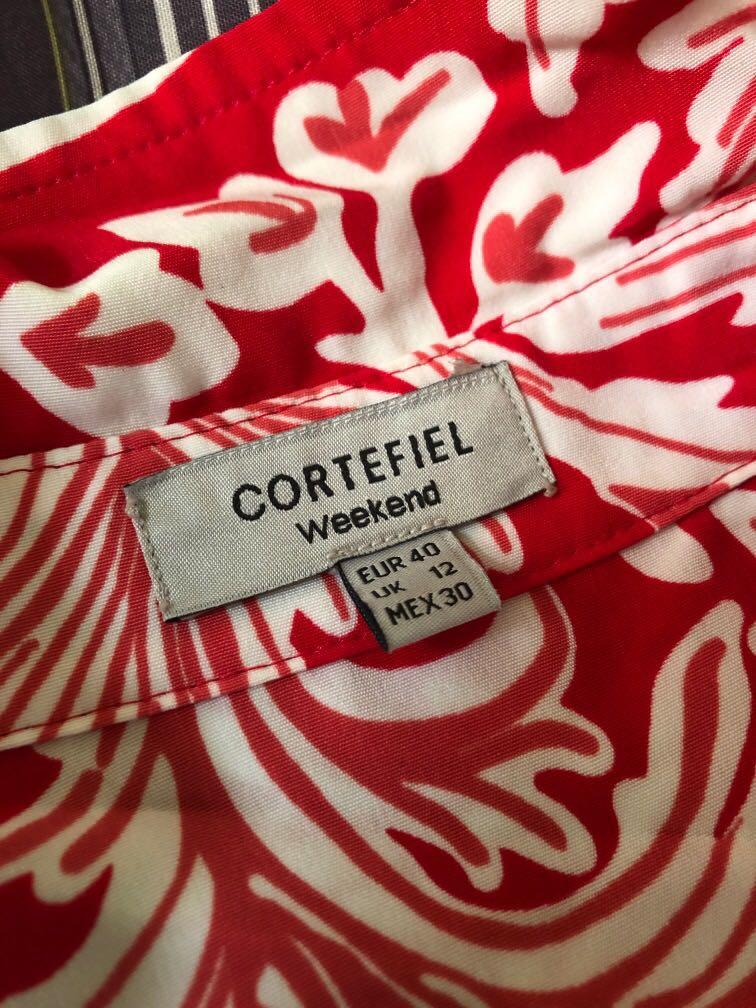 CORTEFIEL
Weekend
EUR 40
UK 12
MEX 30